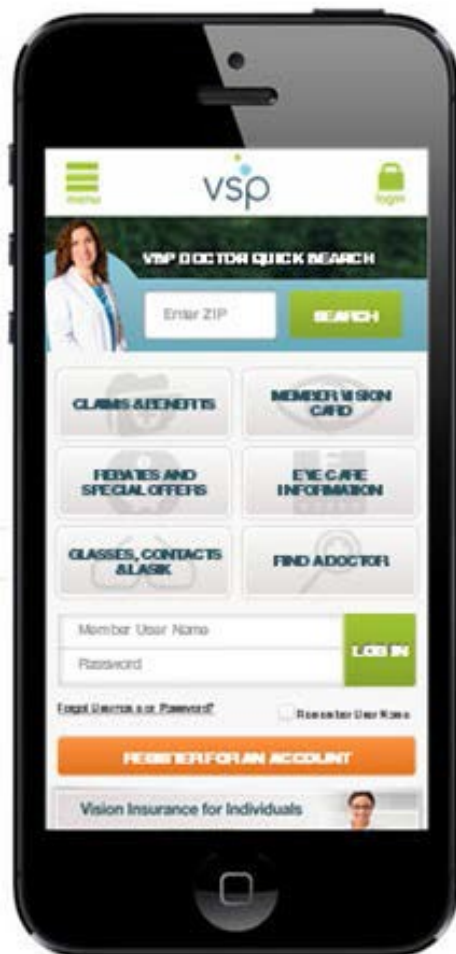 menu
vsp
login
VSP DOCTOR QUICK SEARCH
Enter ZIP
SEARCH
CLAIMS & BENEFITS
MEMBER VISION
CARD
REBATES AND
SPECIAL OFFERS
EYE CARE
INFORMATION
GLASSES, CONTACTS
& LASIK
FIND A DOCTOR
Member User Name
Password
LOG IN
Forgot Username or Password?
Remember User Name
REGISTER FOR AN ACCOUNT
Vision Insurance for Individuals